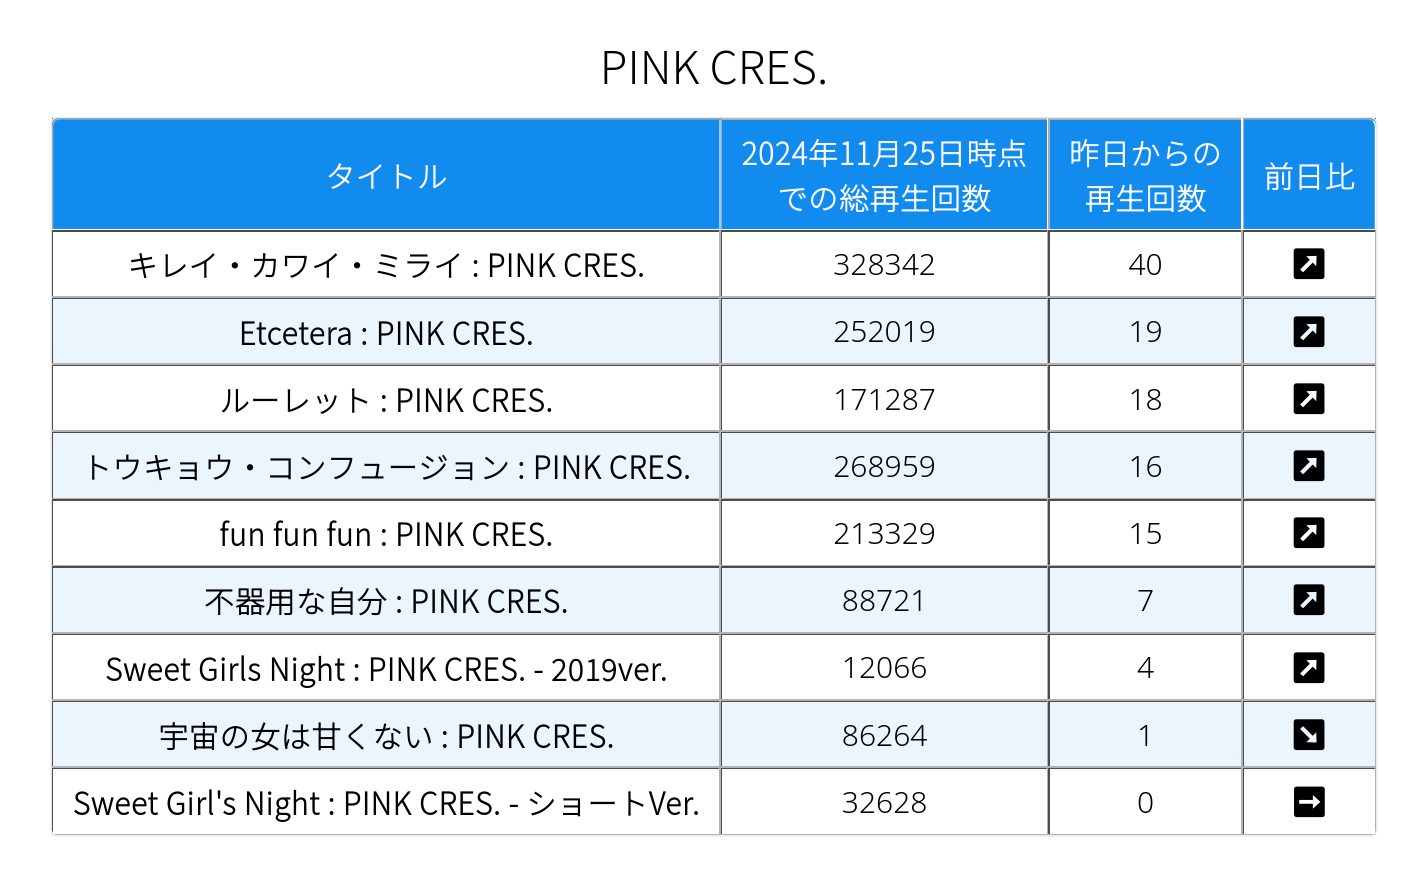 PINK CRES.
タイトル 2024年11月25日時点での総再生回数 昨日からの再生回数 前日比
キレイ・カワイ・ミライ : PINK CRES. 328342 40
Etcetera : PINK CRES. 252019 19
ルーレット : PINK CRES. 171287 18
トウキョウ・コンフュージョン : PINK CRES. 268959 16
fun fun fun : PINK CRES. 213329 15
不器用な自分 : PINK CRES. 88721 7
Sweet Girls Night : PINK CRES. - 2019ver. 12066 4
宇宙の女は甘くない : PINK CRES. 86264 1
Sweet Girl's Night : PINK CRES. - ショートVer. 32628 0